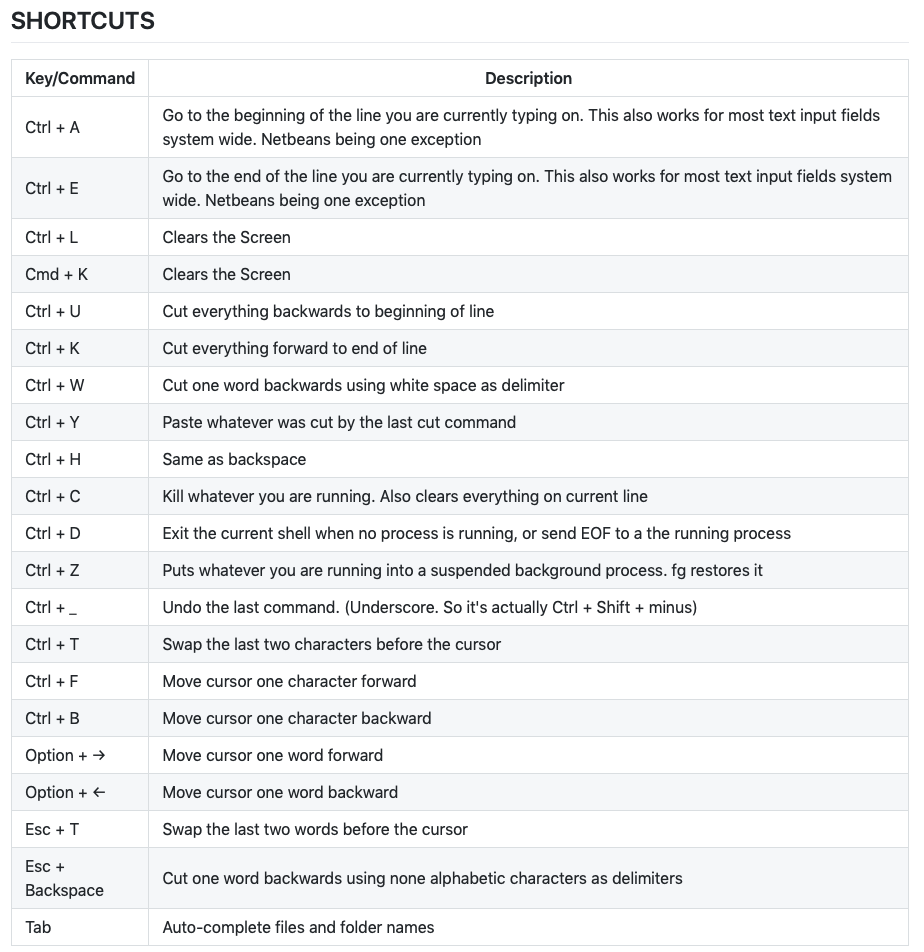 SHORTCUTS
Key/Command Description
Ctrl + A Go to the beginning of the line you are currently typing on. This also works for most text input fields
system wide. Netbeans being one exception
Ctrl + E Go to the end of the line you are currently typing on. This also works for most text input fields system
wide. Netbeans being one exception
Ctrl + L Clears the Screen
Cmd + K Clears the Screen
Ctrl + U Cut everything backwards to beginning of line
Ctrl + K Cut everything forward to end of line
Ctrl + W Cut one word backwards using white space as delimiter
Ctrl + Y Paste whatever was cut by the last cut command
Ctrl + H Same as backspace
Ctrl + C Kill whatever you are running. Also clears everything on current line
Ctrl + D Exit the current shell when no process is running, or send EOF to a the running process
Ctrl + Z Puts whatever you are running into a suspended background process. fg restores it
Ctrl + _ Undo the last command. (Underscore. So it's actually Ctrl + Shift + minus)
Ctrl + T Swap the last two characters before the cursor
Ctrl + F Move cursor one character forward
Ctrl + B Move cursor one character backward
Option + → Move cursor one word forward
Option + ← Move cursor one word backward
Esc + T Swap the last two words before the cursor
Esc +
Backspace Cut one word backwards using none alphabetic characters as delimiters
Tab Auto-complete files and folder names